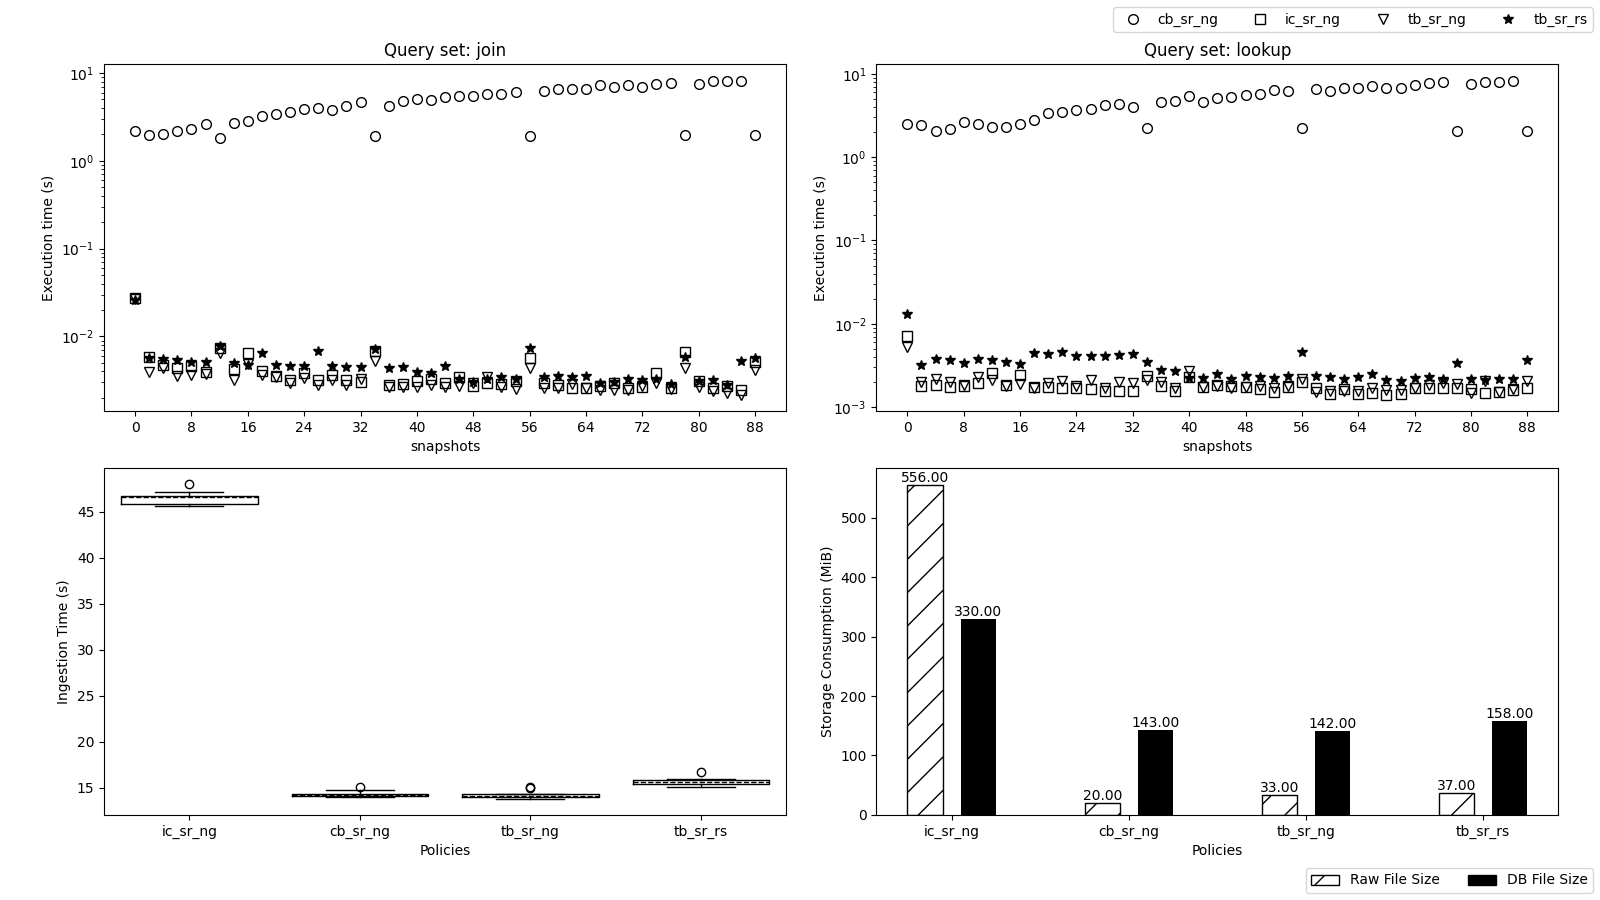 cb_sr_ng ic_sr_ng tb_sr_ng tb_sr_rs
Query set: join
Execution time (s)
10^1
10^0
10^-1
10^-2
0 8 16 24 32 40 48 56 64 72 80 88
snapshots
Query set: lookup
Execution time (s)
10^1
10^0
10^-1
10^-2
10^-3
0 8 16 24 32 40 48 56 64 72 80 88
snapshots
Ingestion Time (s)
45
40
35
30
25
20
15
ic_sr_ng cb_sr_ng tb_sr_ng tb_sr_rs
Policies
Storage Consumption (MiB)
500
400
300
200
100
0
556.00
330.00
20.00
143.00
33.00
142.00
37.00
158.00
ic_sr_ng cb_sr_ng tb_sr_ng tb_sr_rs
Policies
Raw File Size DB File Size